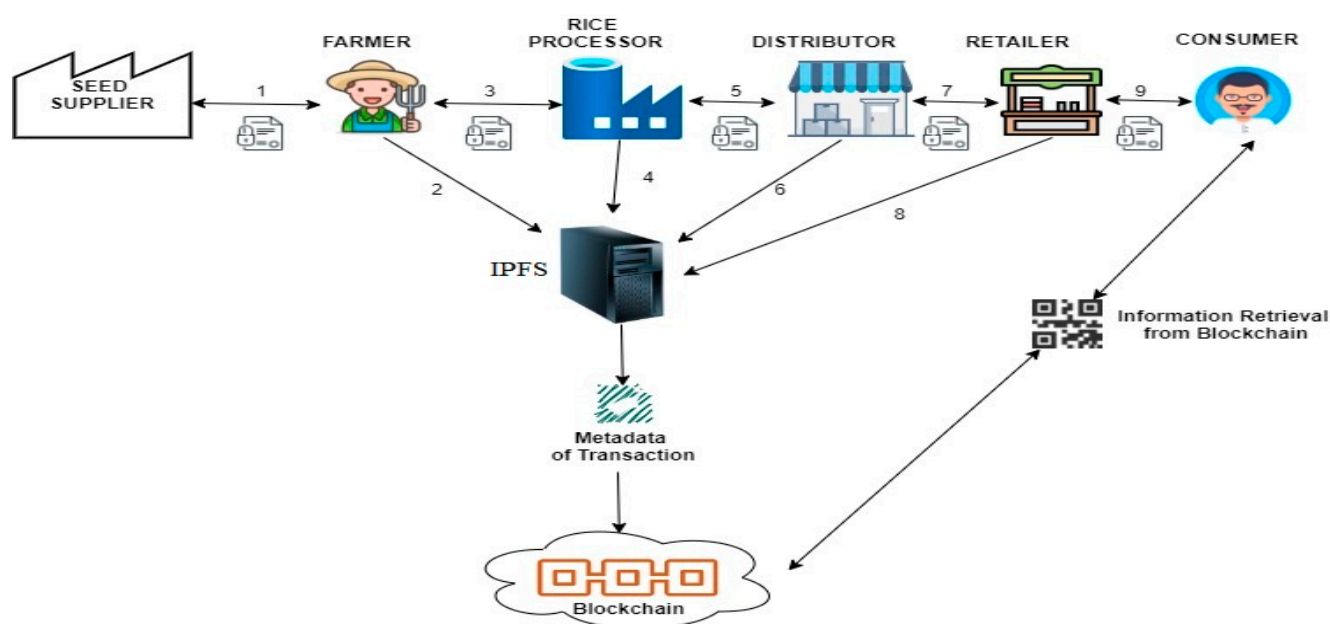 RICE
PROCESSOR
FARMER
DISTRIBUTOR
RETAILER
CONSUMER
SEED
SUPPLIER
1
3
5
7
9
2
4
6
8
IPFS
Information Retrieval
from Blockchain
Metadada
of Transaction
Blockchain